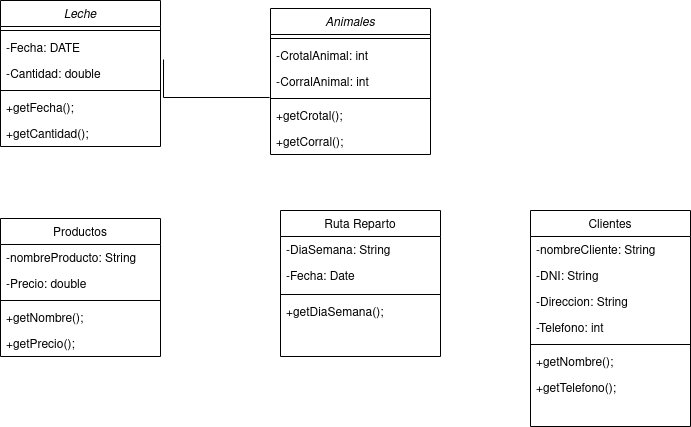 Leche
-Fecha: DATE
-Cantidad: double
+getFecha();
+getCantidad();
Animales
-CrotalAnimal: int
-CorralAnimal: int
+getCrotal();
+getCorral();
Productos
-nombreProducto: String
-Precio: double
+getNombre();
+getPrecio();
Ruta Reparto
-DiaSemana: String
-Fecha: Date
+getDiaSemana();
Clientes
-nombreCliente: String
-DNI: String
-Direccion: String
-Telefono: int
+getNombre();
+getTelefono();